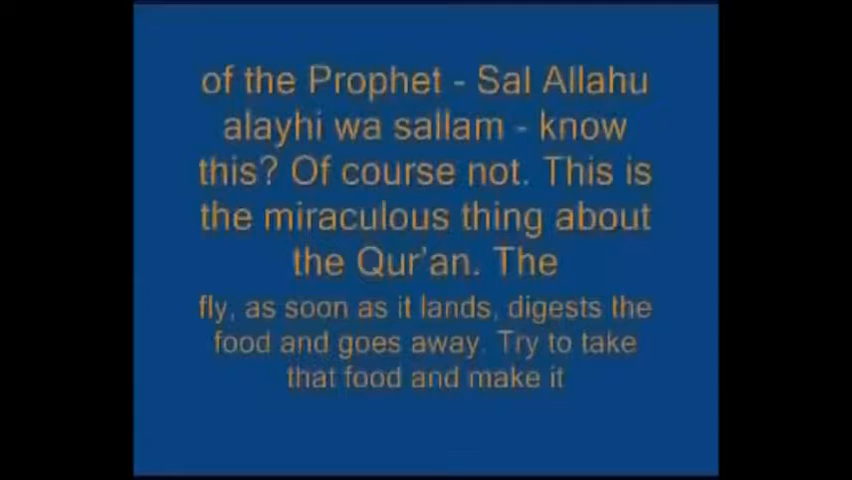 of the Prophet - Sal Allahu
alayhi wa sallam - know
this? Of course not. This is
the miraculous thing about
the Qur'an. The
fly, as soon as it lands, digests the
food and goes away. Try to take
that food and make it